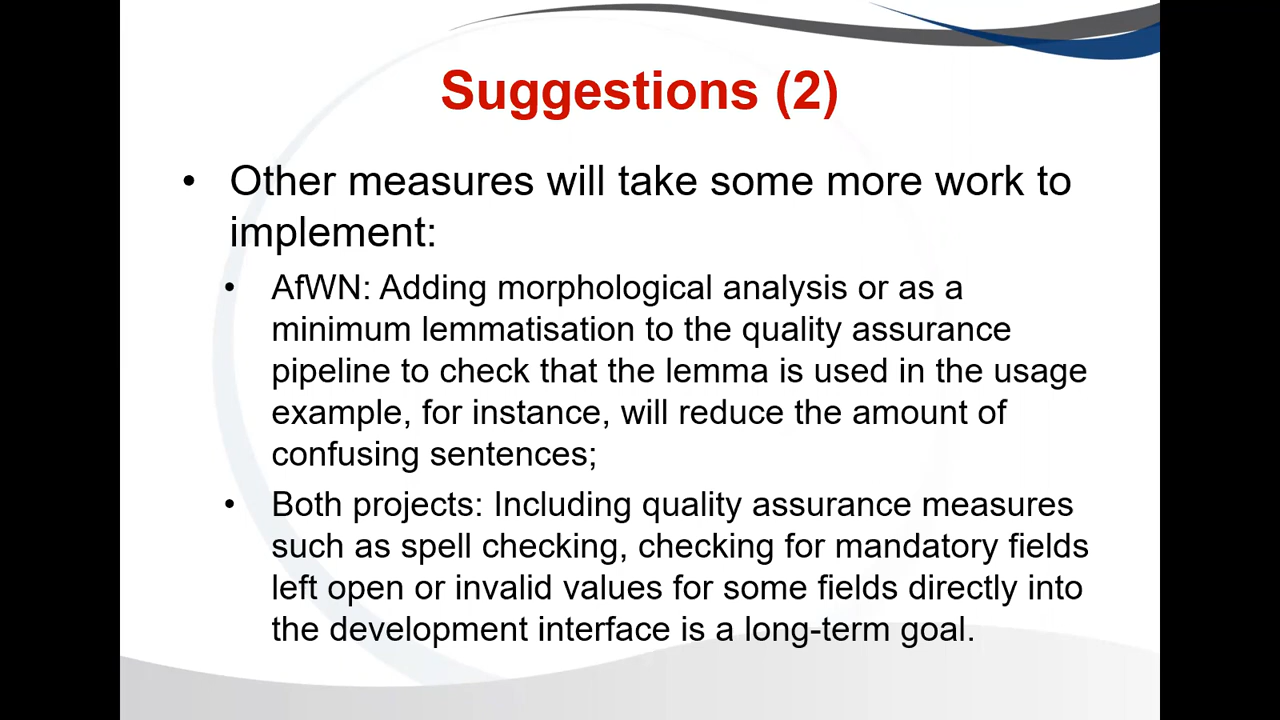 Suggestions (2)
• Other measures will take some more work to
implement:
• AfWN: Adding morphological analysis or as a
minimum lemmatisation to the quality assurance
pipeline to check that the lemma is used in the usage
example, for instance, will reduce the amount of
confusing sentences;
• Both projects: Including quality assurance measures
such as spell checking, checking for mandatory fields
left open or invalid values for some fields directly into
the development interface is a long-term goal.